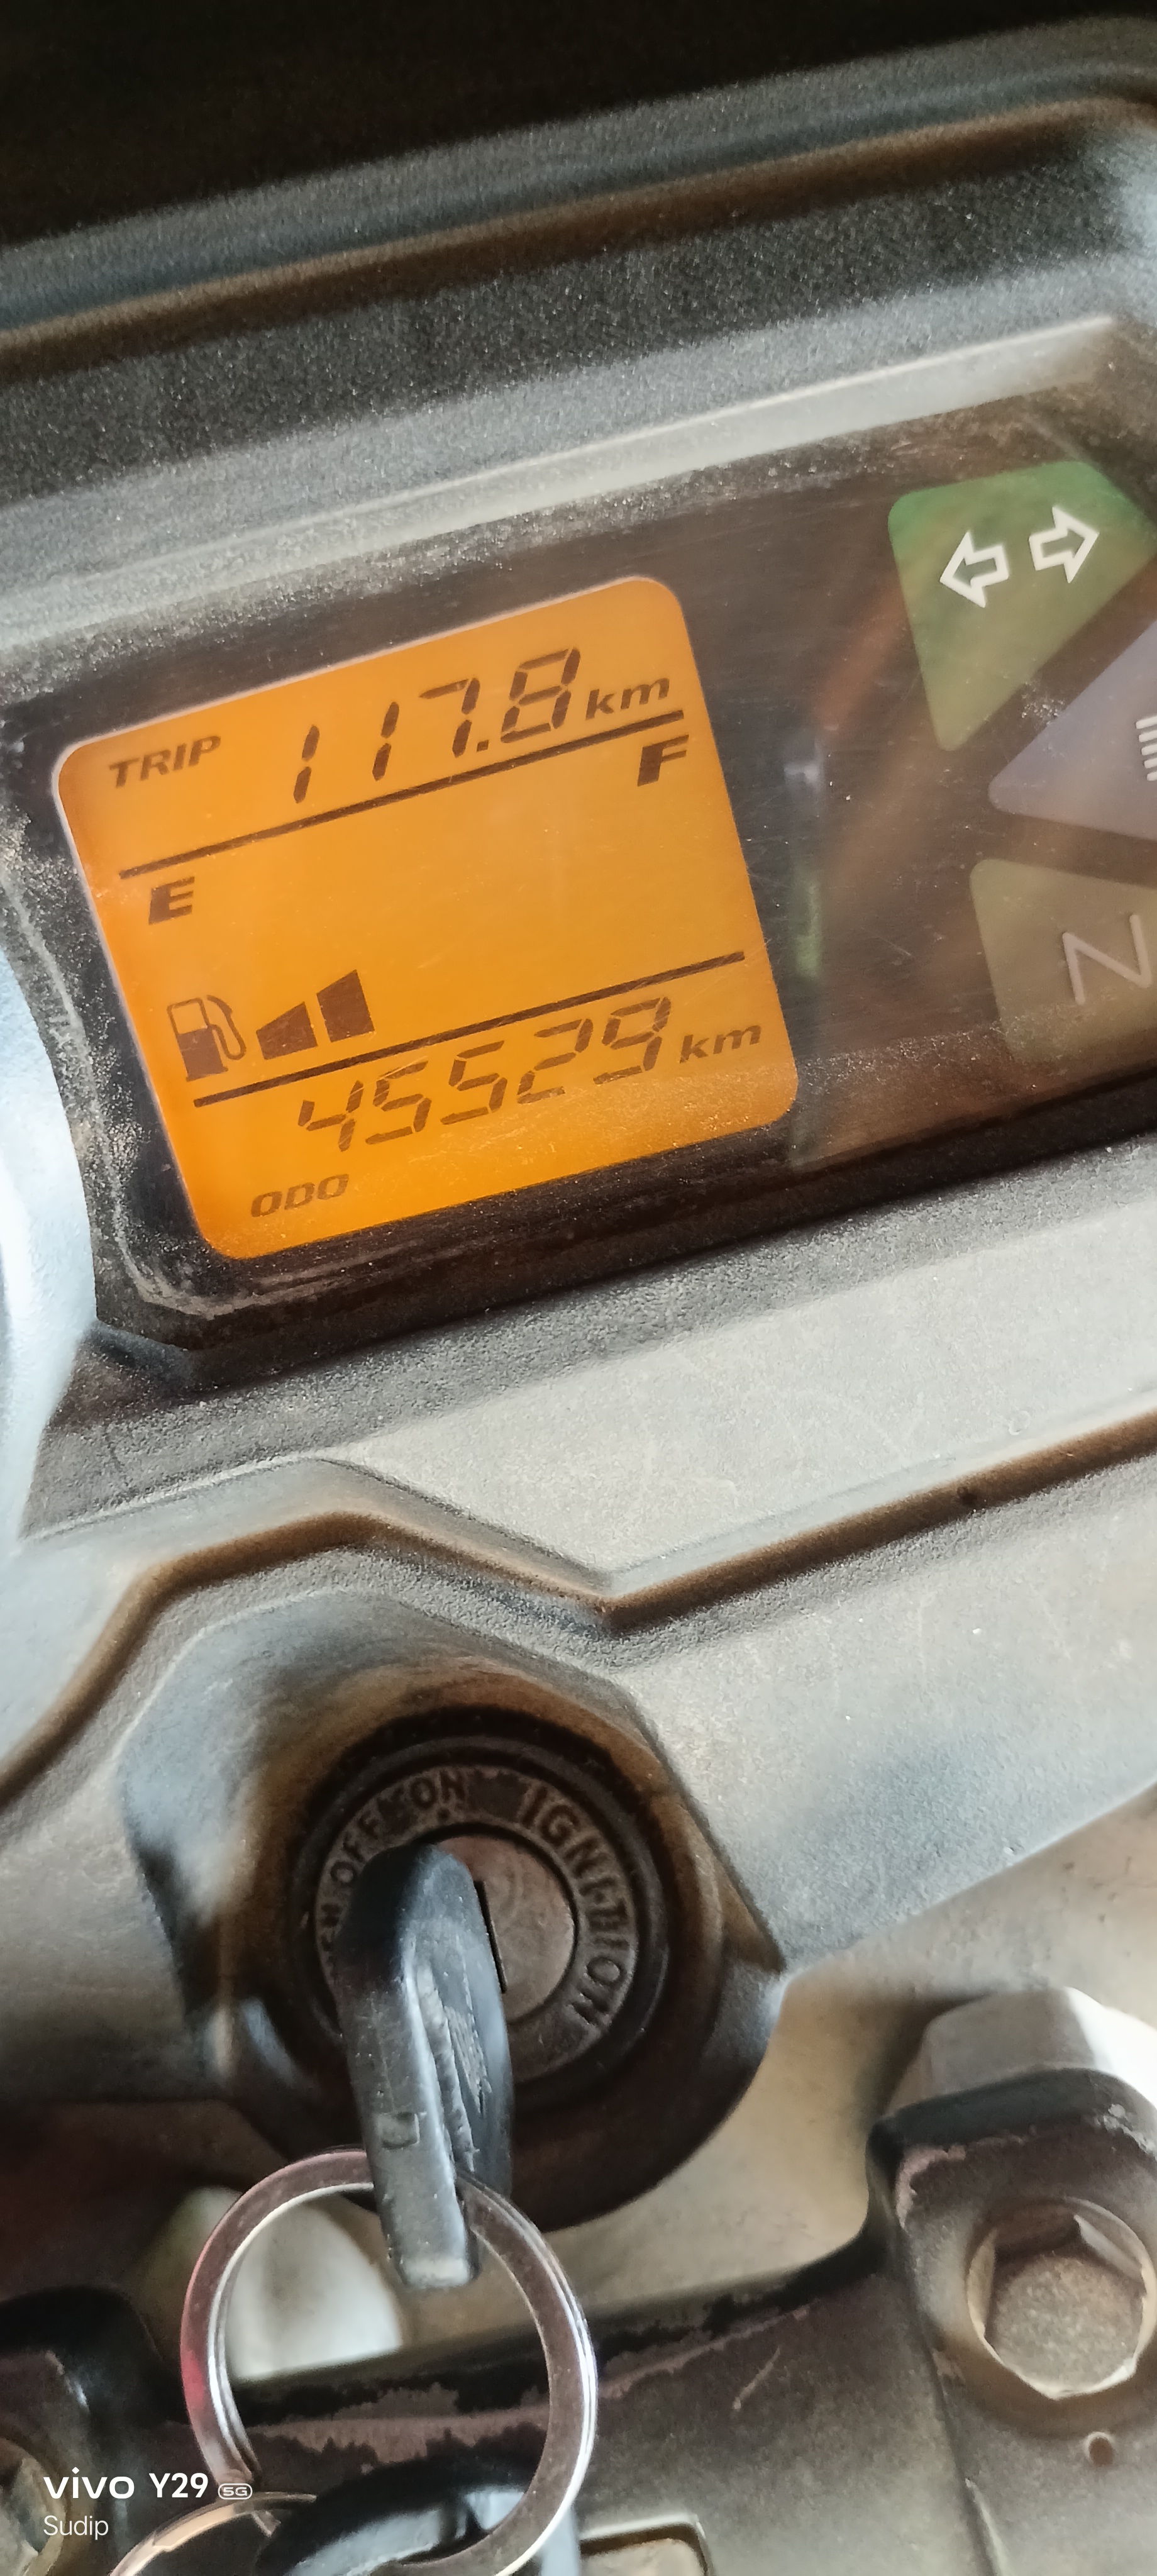 TRIP 117.8 km
E F
45529 km
ODO
N
OFF ON IGNITION
vivo Y29 5G
Sudip